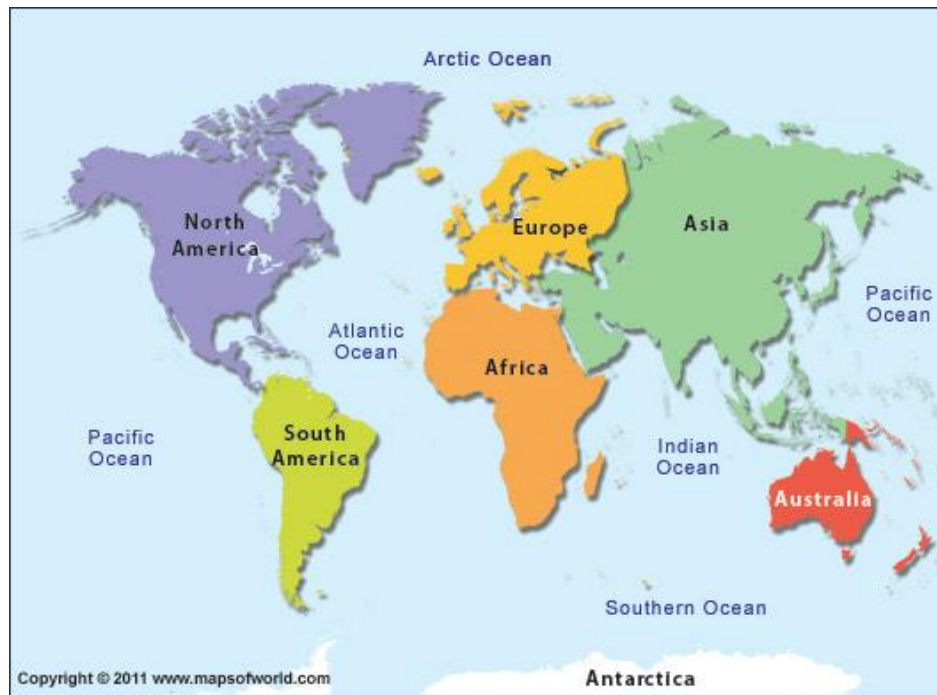 Arctic Ocean
North
America
Europe
Asia
Pacific
Ocean
Atlantic
Ocean
Africa
Pacific
Ocean
South
America
Indian
Ocean
Australia
Southern Ocean
Copyright © 2011 www.mapsofworld.com
Antarctica